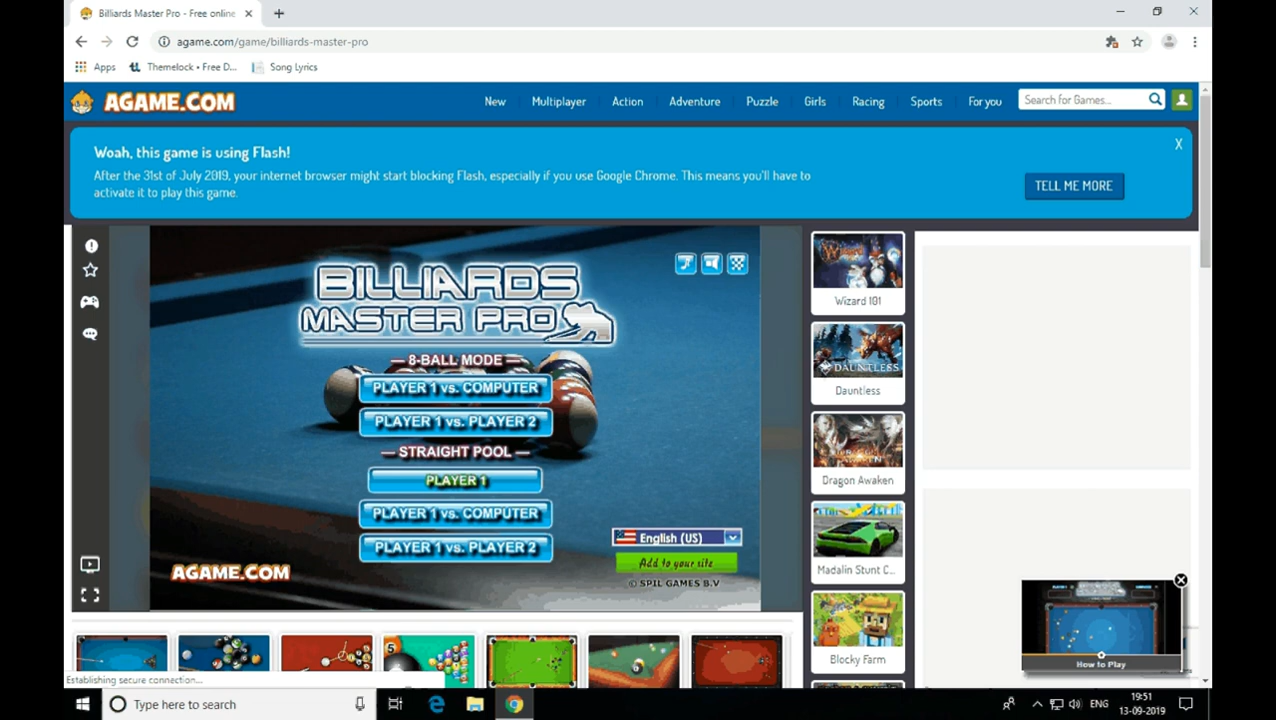 Billiards Master Pro - Free online
agame.com/game/billiards-master-pro
Apps
Themelock • Free D...
Song Lyrics
AGAME.COM
New
Multiplayer
Action
Adventure
Puzzle
Girls
Racing
Sports
For you
Search for Games...
Woah, this game is using Flash!
X
After the 31st of July 2019, your internet browser might start blocking Flash, especially if you use Google Chrome. This means you'll have to
activate it to play this game.
TELL ME MORE
BILLIARDS
MASTER PRO
— 8-BALL MODE —
PLAYER 1 vs. COMPUTER
PLAYER 1 vs. PLAYER 2
— STRAIGHT POOL —
PLAYER 1
PLAYER 1 vs. COMPUTER
PLAYER 1 vs. PLAYER 2
English (US)
Add to your site
© SPIL GAMES B.V
AGAME.COM
Wizard 101
DAUNTLESS
Dauntless
Dragon Awaken
Madalin Stunt C...
Blocky Farm
How to Play
Establishing secure connection...
Type here to search
ENG
19:51
13-09-2019